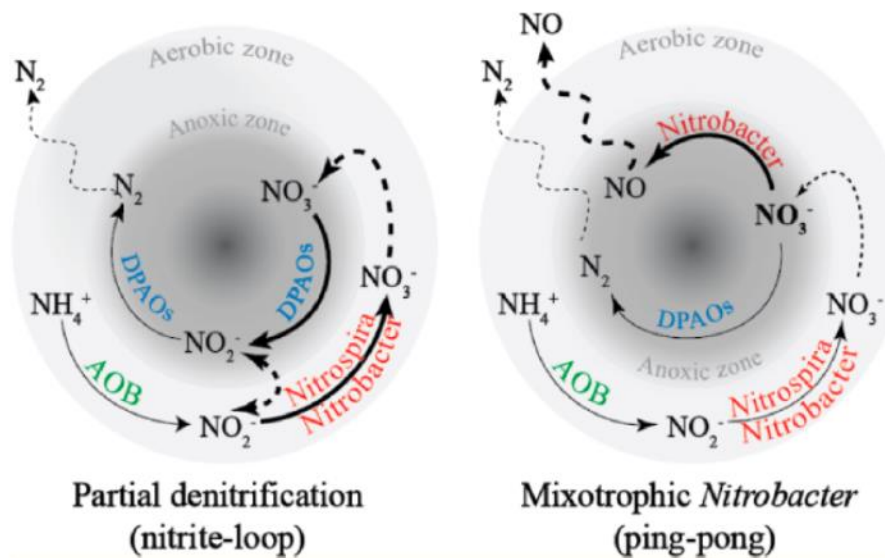 Aerobic zone
N₂
Anoxic zone
N₂
NO₃⁻
DPAOs
DPAOs
NH₄⁺
NO₃⁻
NO₂⁻
AOB
Nitrospira
Nitrobacter
NO₂⁻
Partial denitrification
(nitrite-loop)
NO
Aerobic zone
N₂
Nitrobacter
NO
NO₃⁻
N₂
NH₄⁺
DPAOs
NO₃⁻
Anoxic zone
AOB
Nitrospira
Nitrobacter
NO₂⁻
Mixotrophic Nitrobacter
(ping-pong)